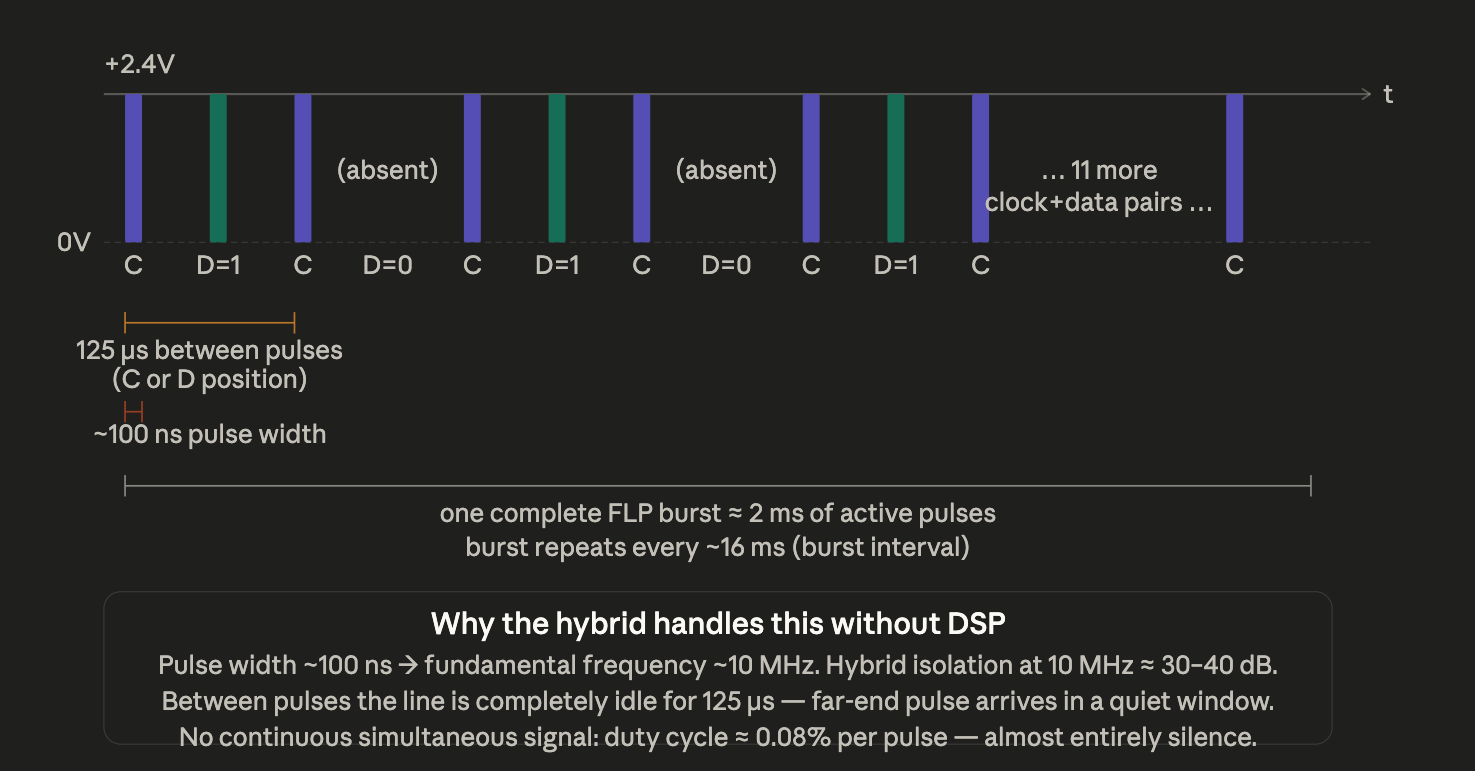 +2.4V
t
(absent)
(absent)
... 11 more
clock+data pairs ...
0V
C D=1 C D=0 C D=1 C D=0 C D=1 C C
125 µs between pulses
(C or D position)
~100 ns pulse width
one complete FLP burst ≈ 2 ms of active pulses
burst repeats every ~16 ms (burst interval)
Why the hybrid handles this without DSP
Pulse width ~100 ns → fundamental frequency ~10 MHz. Hybrid isolation at 10 MHz ≈ 30–40 dB.
Between pulses the line is completely idle for 125 µs — far-end pulse arrives in a quiet window.
No continuous simultaneous signal: duty cycle ≈ 0.08% per pulse — almost entirely silence.